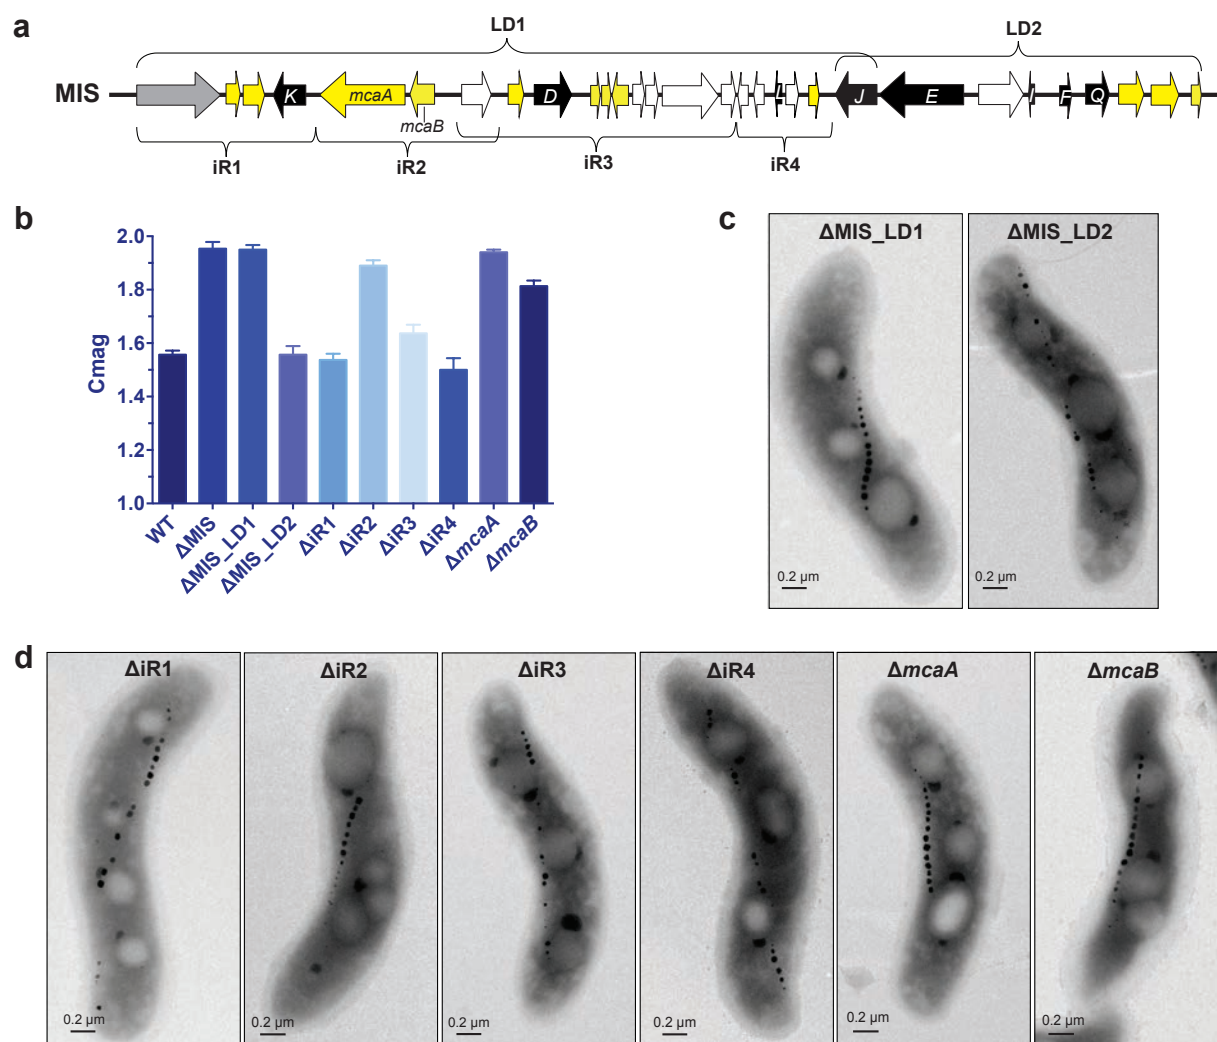 a
LD1
LD2
MIS
K
mcaA
mcaB
D
L
J
E
I
F
Q
iR1
iR2
iR3
iR4
b
Cmag
2.0
1.8
1.6
1.4
1.2
1.0
WT
ΔMIS
ΔMIS_LD1
ΔMIS_LD2
ΔiR1
ΔiR2
ΔiR3
ΔiR4
ΔmcaA
ΔmcaB
c
ΔMIS_LD1
ΔMIS_LD2
0.2 µm
0.2 µm
d
ΔiR1
ΔiR2
ΔiR3
ΔiR4
ΔmcaA
ΔmcaB
0.2 µm
0.2 µm
0.2 µm
0.2 µm
0.2 µm
0.2 µm